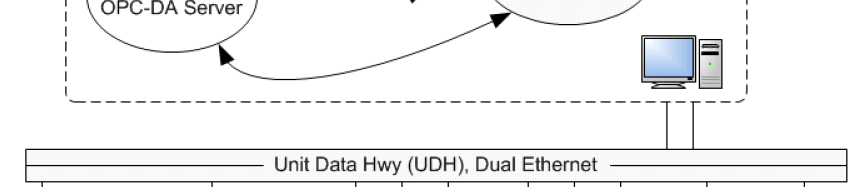 OPC-DA Server
Unit Data Hwy (UDH), Dual Ethernet